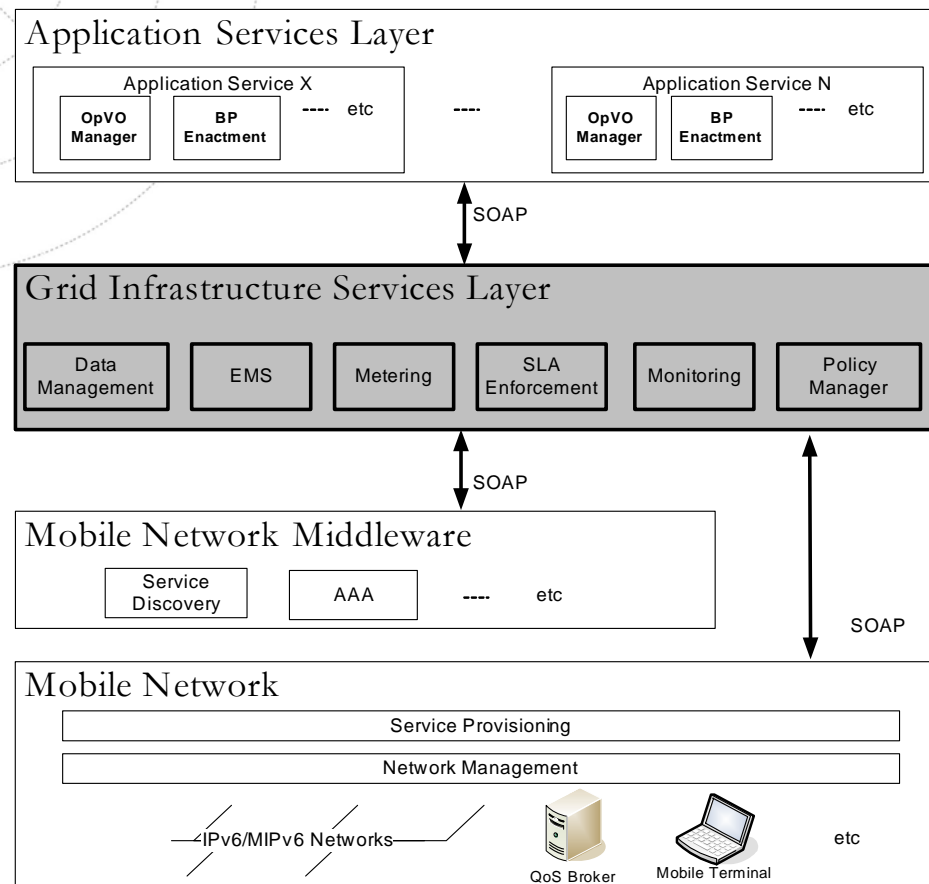 Application Services Layer
Application Service X
OpVO
Manager
BP
Enactment
---- etc
----
Application Service N
OpVO
Manager
BP
Enactment
---- etc
SOAP
Grid Infrastructure Services Layer
Data
Management
EMS
Metering
SLA
Enforcement
Monitoring
Policy
Manager
SOAP
SOAP
Mobile Network Middleware
Service
Discovery
AAA
---- etc
Mobile Network
Service Provisioning
Network Management
IPv6/MIPv6 Networks
QoS Broker
Mobile Terminal
etc